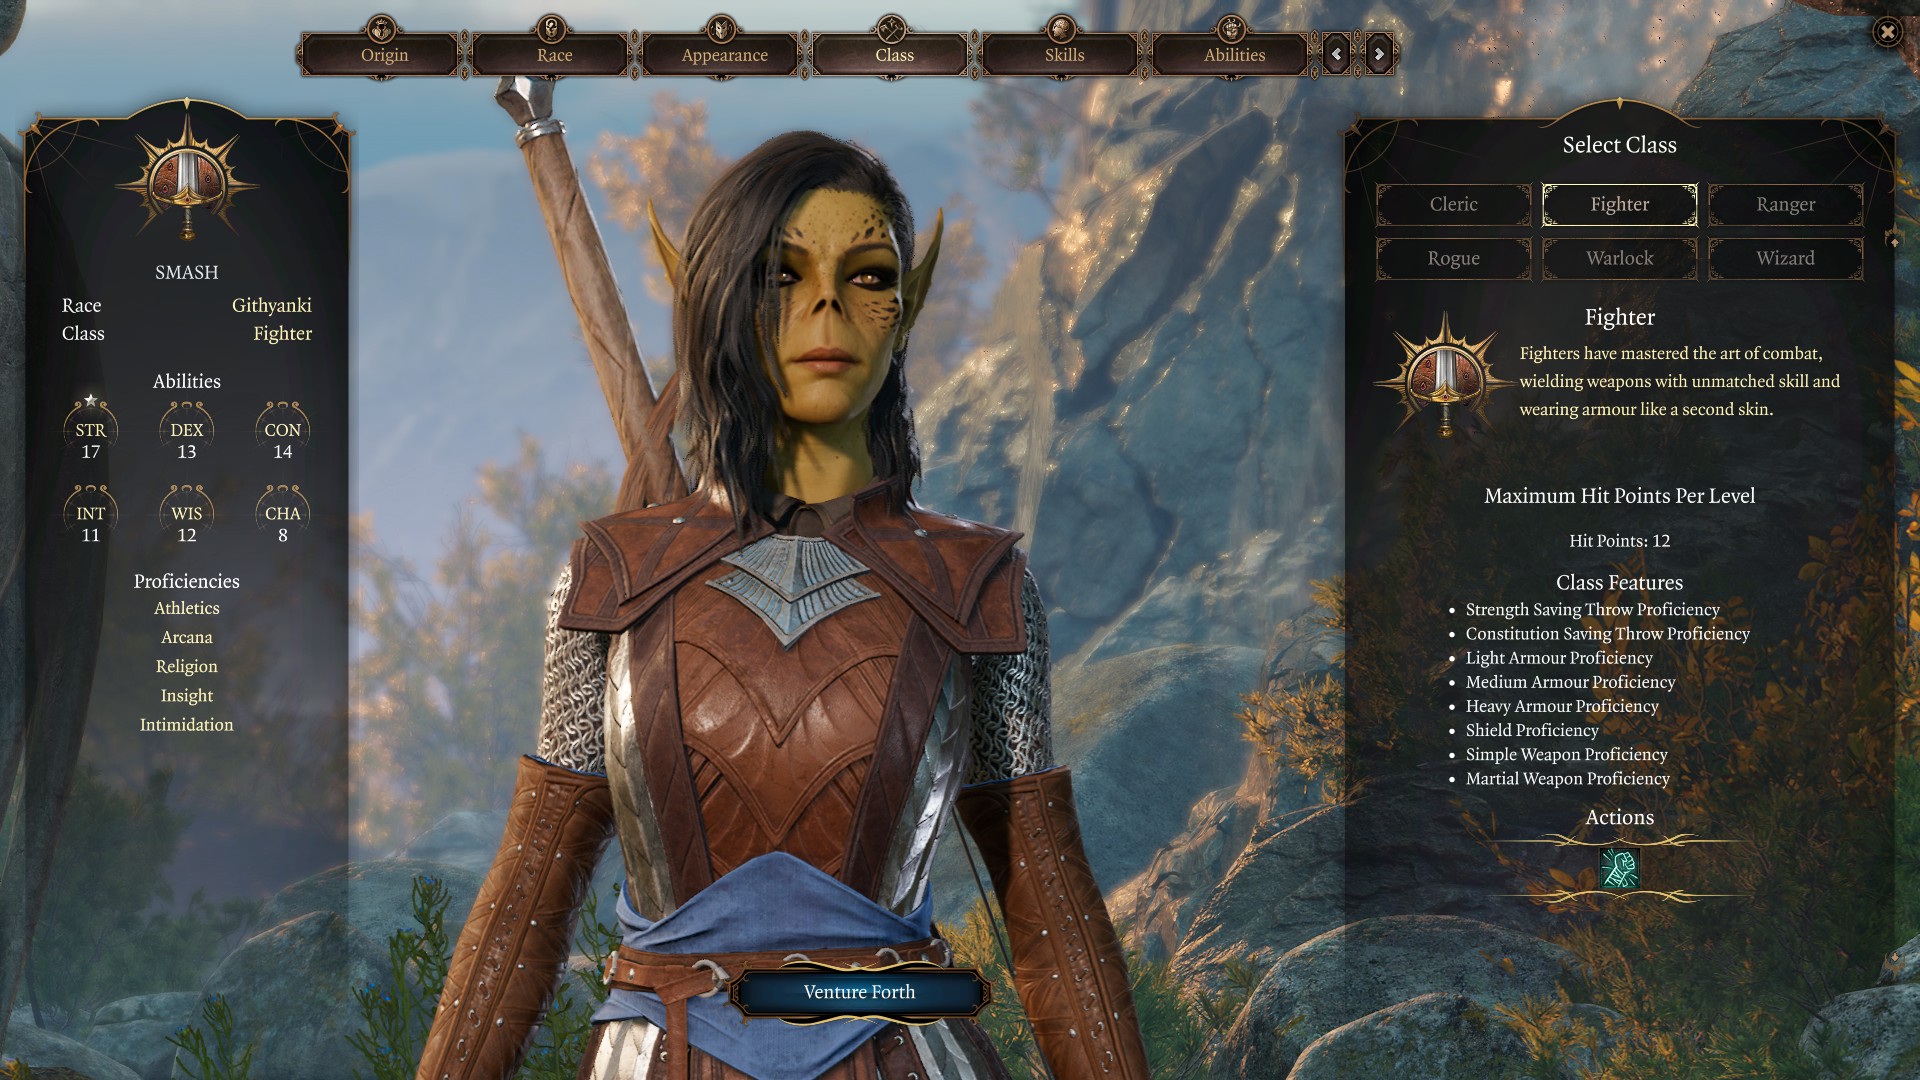 Origin
Race
Appearance
Class
Skills
Abilities
SMASH
Race Githyanki
Class Fighter
Abilities
STR DEX CON
17 13 14
INT WIS CHA
11 12 8
Proficiencies
Athletics
Arcana
Religion
Insight
Intimidation
Venture Forth
Select Class
Cleric Fighter Ranger
Rogue Warlock Wizard
Fighter
Fighters have mastered the art of combat,
wielding weapons with unmatched skill and
wearing armour like a second skin.
Maximum Hit Points Per Level
Hit Points: 12
Class Features
• Strength Saving Throw Proficiency
• Constitution Saving Throw Proficiency
• Light Armour Proficiency
• Medium Armour Proficiency
• Heavy Armour Proficiency
• Shield Proficiency
• Simple Weapon Proficiency
• Martial Weapon Proficiency
Actions